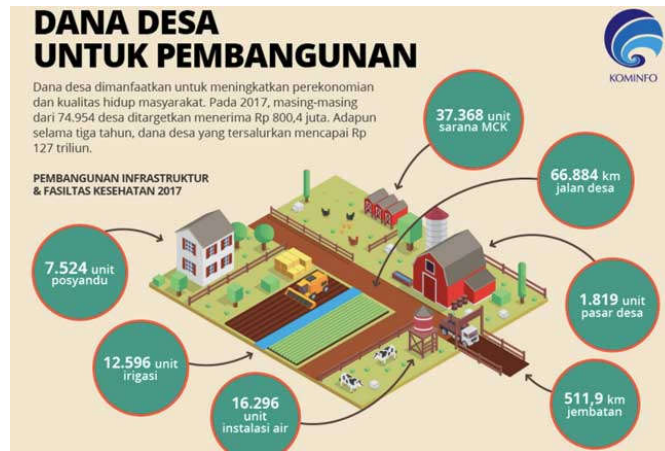 DANA DESA
UNTUK PEMBANGUNAN
Dana desa dimanfaatkan untuk meningkatkan perekonomian
dan kualitas hidup masyarakat. Pada 2017, masing-masing
dari 74.954 desa ditargetkan menerima Rp 800,4 juta. Adapun
selama tiga tahun, dana desa yang tersalurkan mencapai Rp
127 triliun.
KOMINFO
PEMBANGUNAN INFRASTRUKTUR
& FASILTAS KESEHATAN 2017
37.368 unit
sarana MCK
66.884 km
jalan desa
7.524 unit
posyandu
1.819 unit
pasar desa
12.596 unit
irigasi
16.296
unit
instalasi air
511,9 km
jembatan